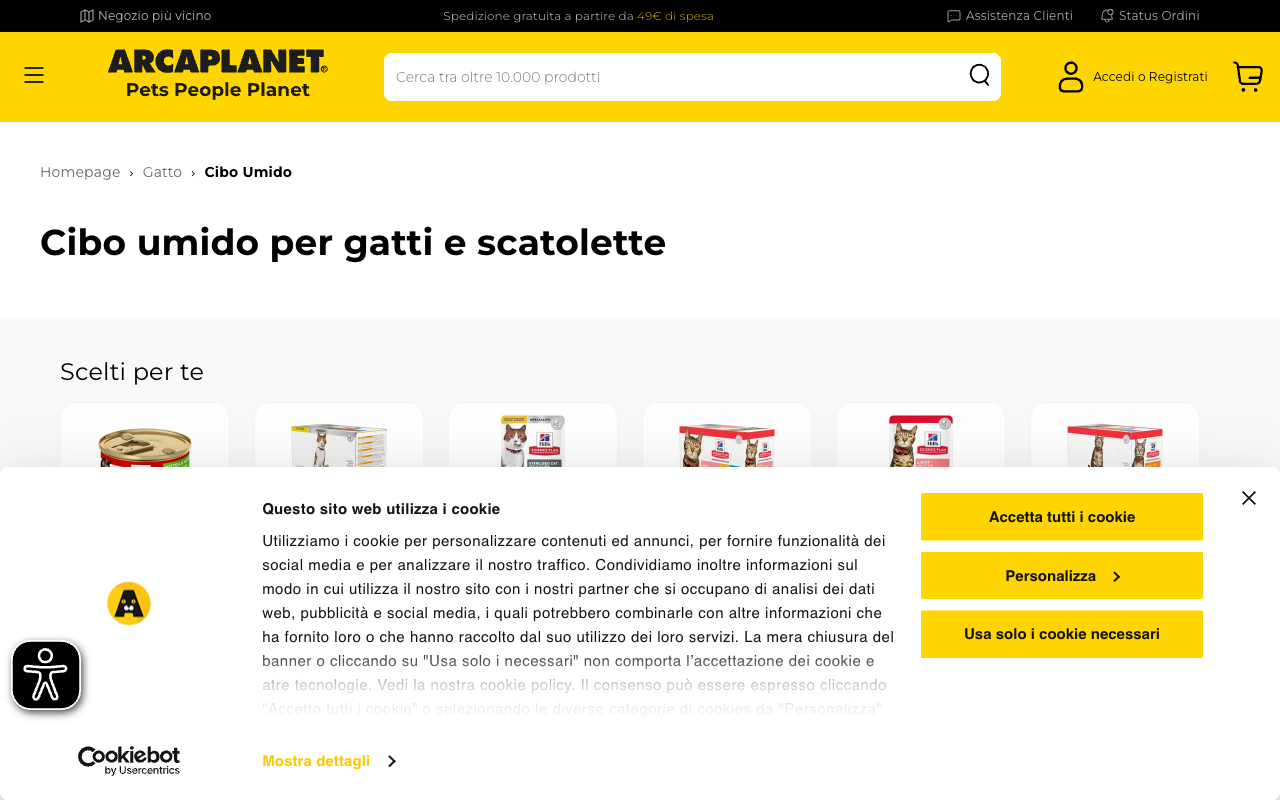 Negozio più vicino
Spedizione gratuita a partire da 49€ di spesa
Assistenza Clienti
Status Ordini
ARCAPLANET®
Pets People Planet
Cerca tra oltre 10.000 prodotti
Accedi o Registrati
Homepage › Gatto › Cibo Umido
Cibo umido per gatti e scatolette
Scelti per te
Questo sito web utilizza i cookie
Utilizziamo i cookie per personalizzare contenuti ed annunci, per fornire funzionalità dei
social media e per analizzare il nostro traffico. Condividiamo inoltre informazioni sul
modo in cui utilizza il nostro sito con i nostri partner che si occupano di analisi dei dati
web, pubblicità e social media, i quali potrebbero combinarle con altre informazioni che
ha fornito loro o che hanno raccolto dal suo utilizzo dei loro servizi. La mera chiusura del
banner o cliccando su "Usa solo i necessari" non comporta l'accettazione dei cookie e
atre tecnologie. Vedi la nostra cookie policy. Il consenso può essere espresso cliccando
"Accetto tutti i cookie" o selezionando le diverse categorie di cookies da "Personalizza"
Mostra dettagli
Accetta tutti i cookie
Personalizza
Usa solo i cookie necessari
Cookiebot
by Usercentrics